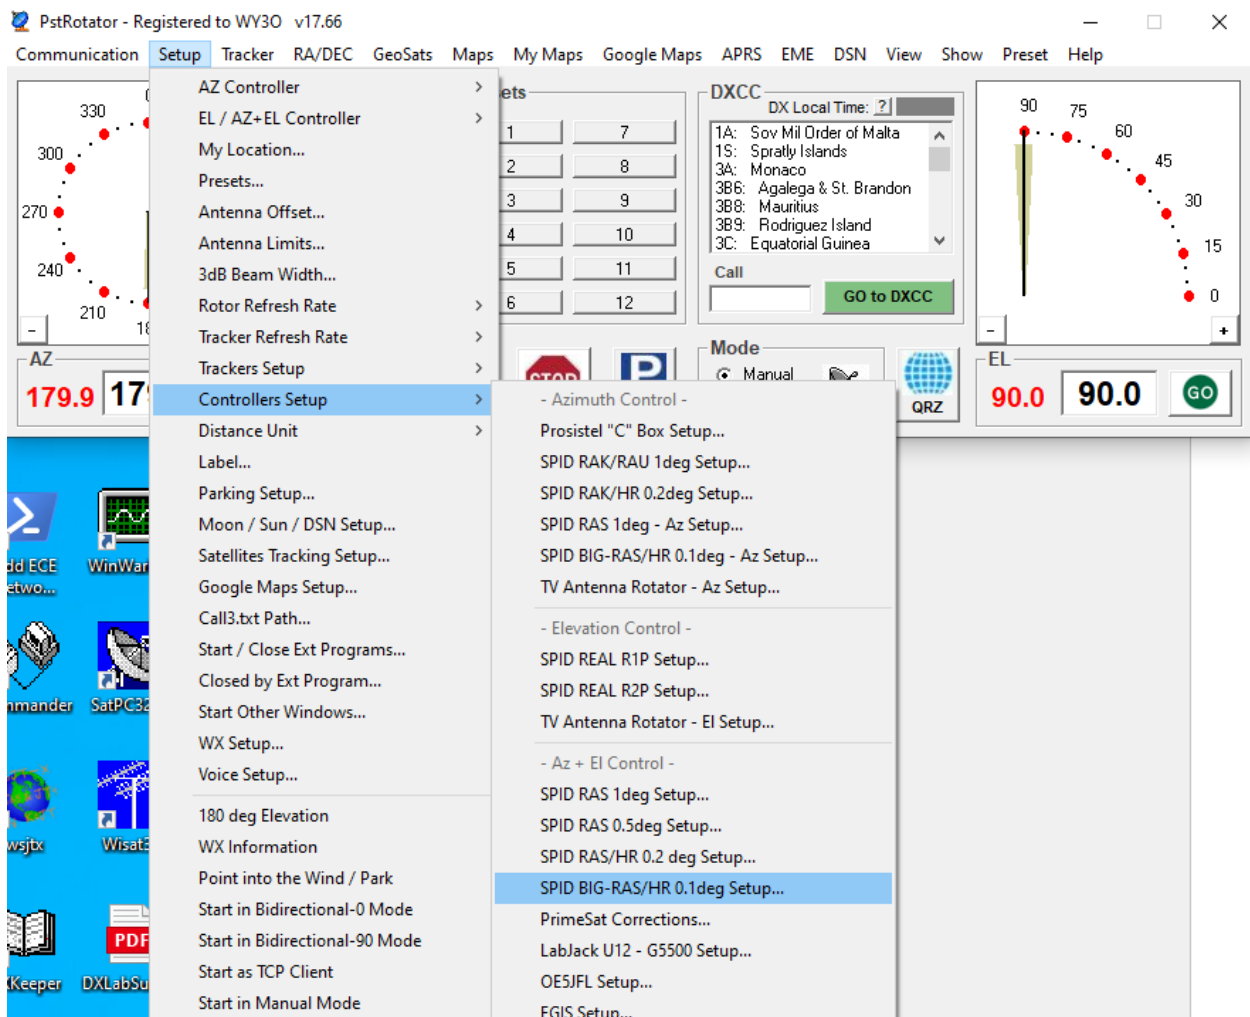 PstRotator - Registered to WY3O v17.66
Communication Setup Tracker RA/DEC GeoSats Maps My Maps Google Maps APRS EME DSN View Show Preset Help
330
300
270
240
210
-
AZ
179.9
AZ Controller
EL / AZ+EL Controller
My Location...
Presets...
Antenna Offset...
Antenna Limits...
3dB Beam Width...
Rotor Refresh Rate
Tracker Refresh Rate
Trackers Setup
Controllers Setup
Distance Unit
Label...
Parking Setup...
Moon / Sun / DSN Setup...
Satellites Tracking Setup...
Google Maps Setup...
Call3.txt Path...
Start / Close Ext Programs...
Closed by Ext Program...
Start Other Windows...
WX Setup...
Voice Setup...
180 deg Elevation
WX Information
Point into the Wind / Park
Start in Bidirectional-0 Mode
Start in Bidirectional-90 Mode
Start as TCP Client
Start in Manual Mode
1 7
2 8
3 9
4 10
5 11
6 12
STOP
P
DXCC
DX Local Time: ?
1A: Sov Mil Order of Malta
1S: Spratly Islands
3A: Monaco
3B6: Agalega & St. Brandon
3B8: Mauritius
3B9: Rodriguez Island
3C: Equatorial Guinea
Call
GO to DXCC
Mode
Manual
QRZ
90
75
60
45
30
15
0
- +
EL
90.0 90.0 GO
- Azimuth Control -
Prosistel "C" Box Setup...
SPID RAK/RAU 1deg Setup...
SPID RAK/HR 0.2deg Setup...
SPID RAS 1deg - Az Setup...
SPID BIG-RAS/HR 0.1deg - Az Setup...
TV Antenna Rotator - Az Setup...
- Elevation Control -
SPID REAL R1P Setup...
SPID REAL R2P Setup...
TV Antenna Rotator - El Setup...
- Az + El Control -
SPID RAS 1deg Setup...
SPID RAS 0.5deg Setup...
SPID RAS/HR 0.2 deg Setup...
SPID BIG-RAS/HR 0.1deg Setup...
PrimeSat Corrections...
LabJack U12 - G5500 Setup...
OE5JFL Setup...
EGIS Setup...
ECE
wsjtx
PDF